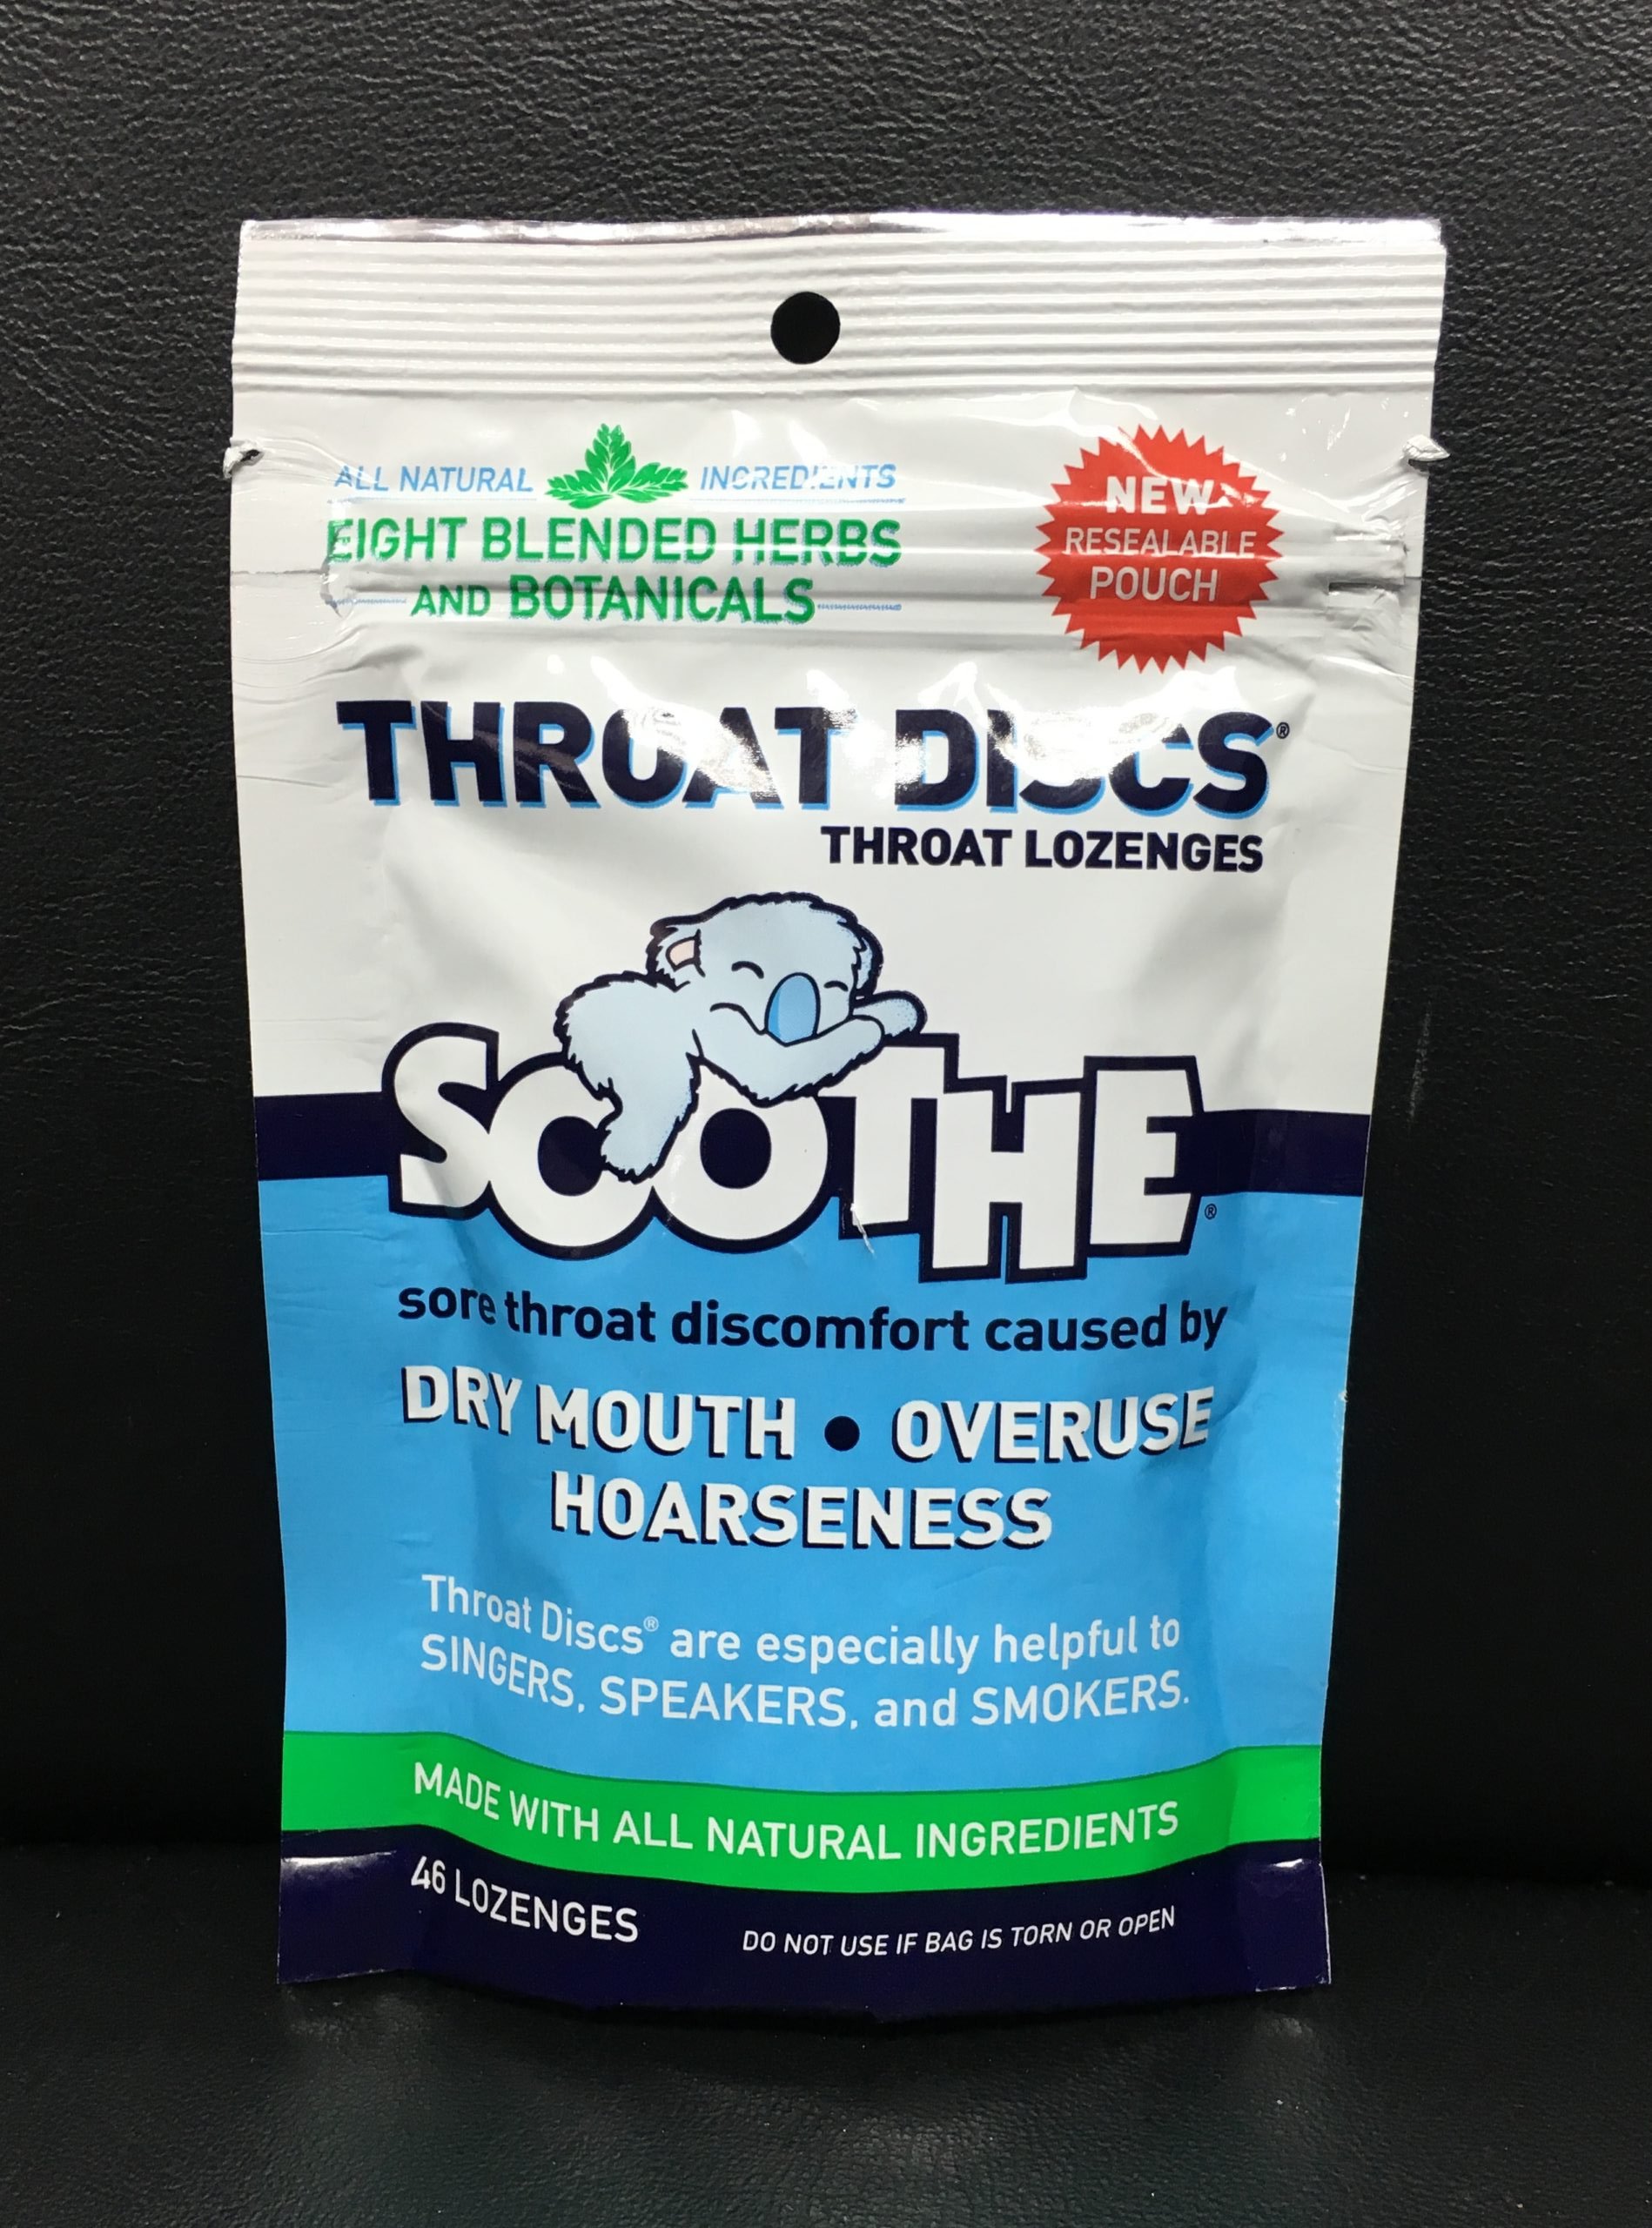 ALL NATURAL INGREDIENTS
EIGHT BLENDED HERBS
AND BOTANICALS
NEW
RESEALABLE
POUCH
THROAT DISCS®
THROAT LOZENGES
SOOTHE®
sore throat discomfort caused by
DRY MOUTH • OVERUSE
HOARSENESS
Throat Discs® are especially helpful to
SINGERS, SPEAKERS, and SMOKERS.
MADE WITH ALL NATURAL INGREDIENTS
46 LOZENGES
DO NOT USE IF BAG IS TORN OR OPEN